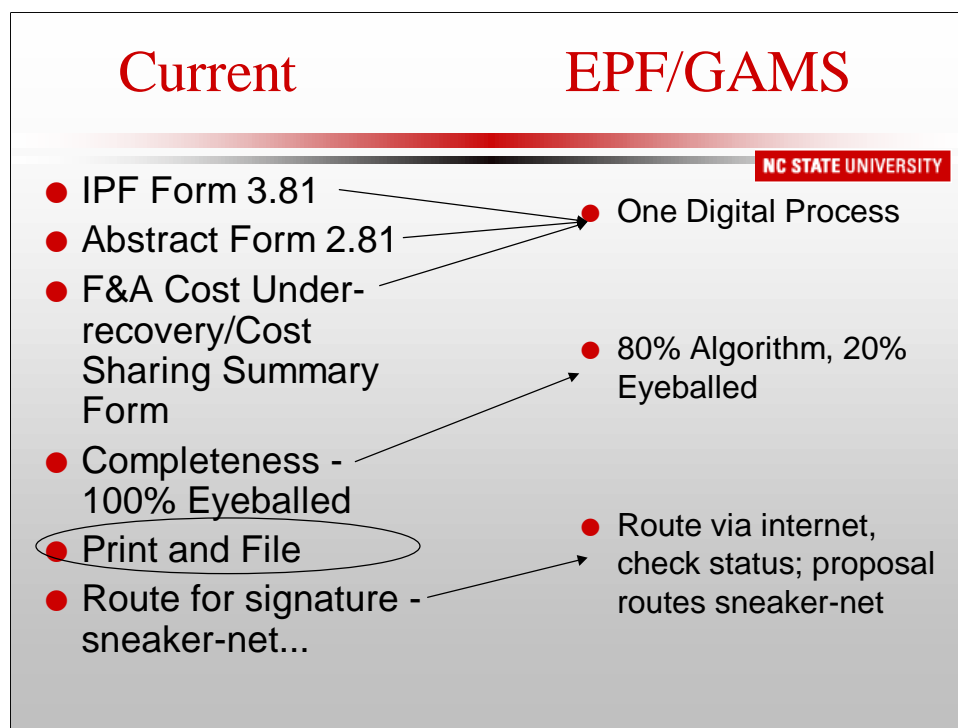 Current
EPF/GAMS
NC STATE UNIVERSITY
IPF Form 3.81
Abstract Form 2.81
F&A Cost Under-
recovery/Cost
Sharing Summary
Form
Completeness -
100% Eyeballed
Print and File
Route for signature -
sneaker-net...
One Digital Process
80% Algorithm, 20%
Eyeballed
Route via internet,
check status; proposal
routes sneaker-net